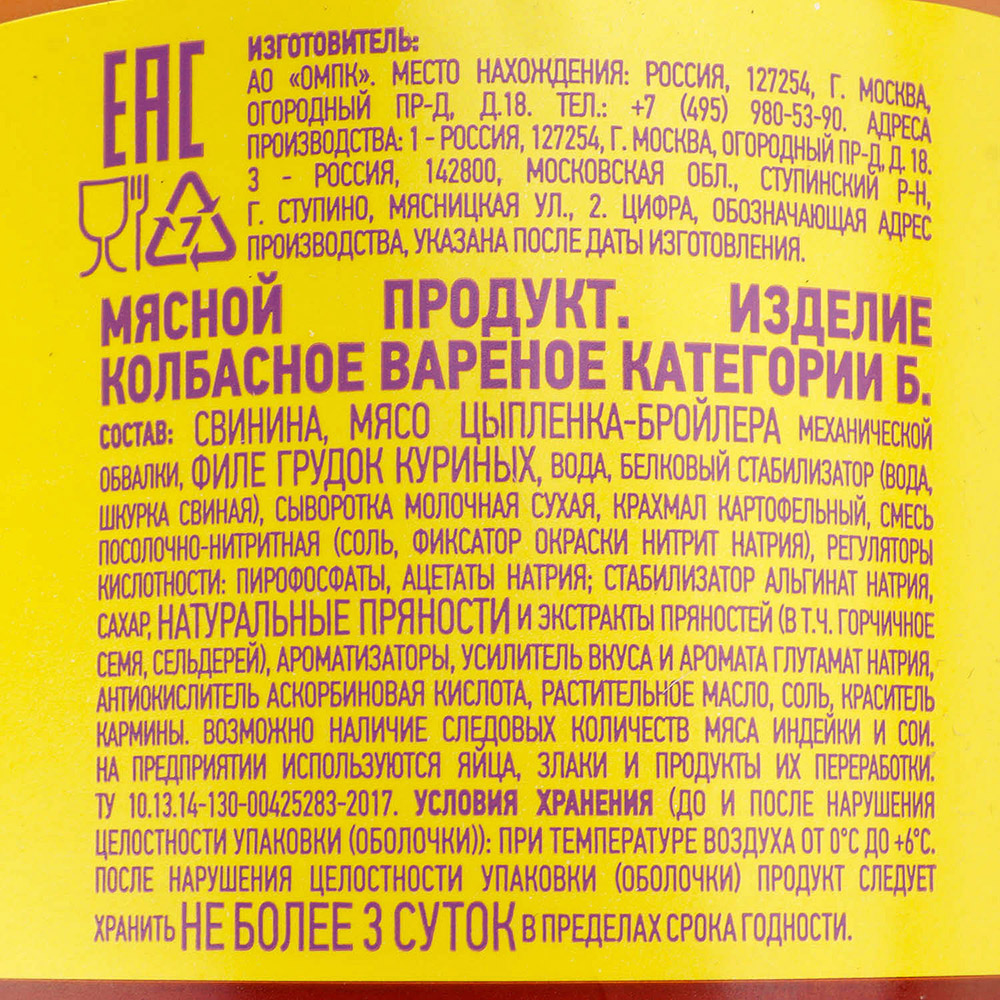 ЕАС
ИЗГОТОВИТЕЛЬ:
АО «ОМПК». МЕСТО НАХОЖДЕНИЯ: РОССИЯ, 127254, Г. МОСКВА,
ОГОРОДНЫЙ ПР-Д, Д.18. ТЕЛ.: +7 (495) 980-53-90. АДРЕСА
ПРОИЗВОДСТВА: 1 - РОССИЯ, 127254, Г. МОСКВА, ОГОРОДНЫЙ ПР-Д, Д. 18.
3 - РОССИЯ, 142800, МОСКОВСКАЯ ОБЛ., СТУПИНСКИЙ Р-Н,
Г. СТУПИНО, МЯСНИЦКАЯ УЛ., 2. ЦИФРА, ОБОЗНАЧАЮЩАЯ АДРЕС
ПРОИЗВОДСТВА, УКАЗАНА ПОСЛЕ ДАТЫ ИЗГОТОВЛЕНИЯ.
7
МЯСНОЙ ПРОДУКТ. ИЗДЕЛИЕ
КОЛБАСНОЕ ВАРЕНОЕ КАТЕГОРИИ Б.
СОСТАВ: СВИНИНА, МЯСО ЦЫПЛЕНКА-БРОЙЛЕРА МЕХАНИЧЕСКОЙ
ОБВАЛКИ, ФИЛЕ ГРУДОК КУРИНЫХ, ВОДА, БЕЛКОВЫЙ СТАБИЛИЗАТОР (ВОДА,
ШКУРКА СВИНАЯ), СЫВОРОТКА МОЛОЧНАЯ СУХАЯ, КРАХМАЛ КАРТОФЕЛЬНЫЙ, СМЕСЬ
ПОСОЛОЧНО-НИТРИТНАЯ (СОЛЬ, ФИКСАТОР ОКРАСКИ НИТРИТ НАТРИЯ), РЕГУЛЯТОРЫ
КИСЛОТНОСТИ: ПИРОФОСФАТЫ, АЦЕТАТЫ НАТРИЯ; СТАБИЛИЗАТОР АЛЬГИНАТ НАТРИЯ,
САХАР, НАТУРАЛЬНЫЕ ПРЯНОСТИ И ЭКСТРАКТЫ ПРЯНОСТЕЙ (В Т.Ч. ГОРЧИЧНОЕ
СЕМЯ, СЕЛЬДЕРЕЙ), АРОМАТИЗАТОРЫ, УСИЛИТЕЛЬ ВКУСА И АРОМАТА ГЛУТАМАТ НАТРИЯ,
АНТИОКИСЛИТЕЛЬ АСКОРБИНОВАЯ КИСЛОТА, РАСТИТЕЛЬНОЕ МАСЛО, СОЛЬ, КРАСИТЕЛЬ
КАРМИНЫ. ВОЗМОЖНО НАЛИЧИЕ СЛЕДОВЫХ КОЛИЧЕСТВ МЯСА ИНДЕЙКИ И СОИ.
НА ПРЕДПРИЯТИИ ИСПОЛЬЗУЮТСЯ ЯЙЦА, ЗЛАКИ И ПРОДУКТЫ ИХ ПЕРЕРАБОТКИ.
ТУ 10.13.14-130-00425283-2017. УСЛОВИЯ ХРАНЕНИЯ (ДО И ПОСЛЕ НАРУШЕНИЯ
ЦЕЛОСТНОСТИ УПАКОВКИ (ОБОЛОЧКИ)): ПРИ ТЕМПЕРАТУРЕ ВОЗДУХА ОТ 0°С ДО +6°С.
ПОСЛЕ НАРУШЕНИЯ ЦЕЛОСТНОСТИ УПАКОВКИ (ОБОЛОЧКИ) ПРОДУКТ СЛЕДУЕТ
ХРАНИТЬ НЕ БОЛЕЕ 3 СУТОК В ПРЕДЕЛАХ СРОКА ГОДНОСТИ.